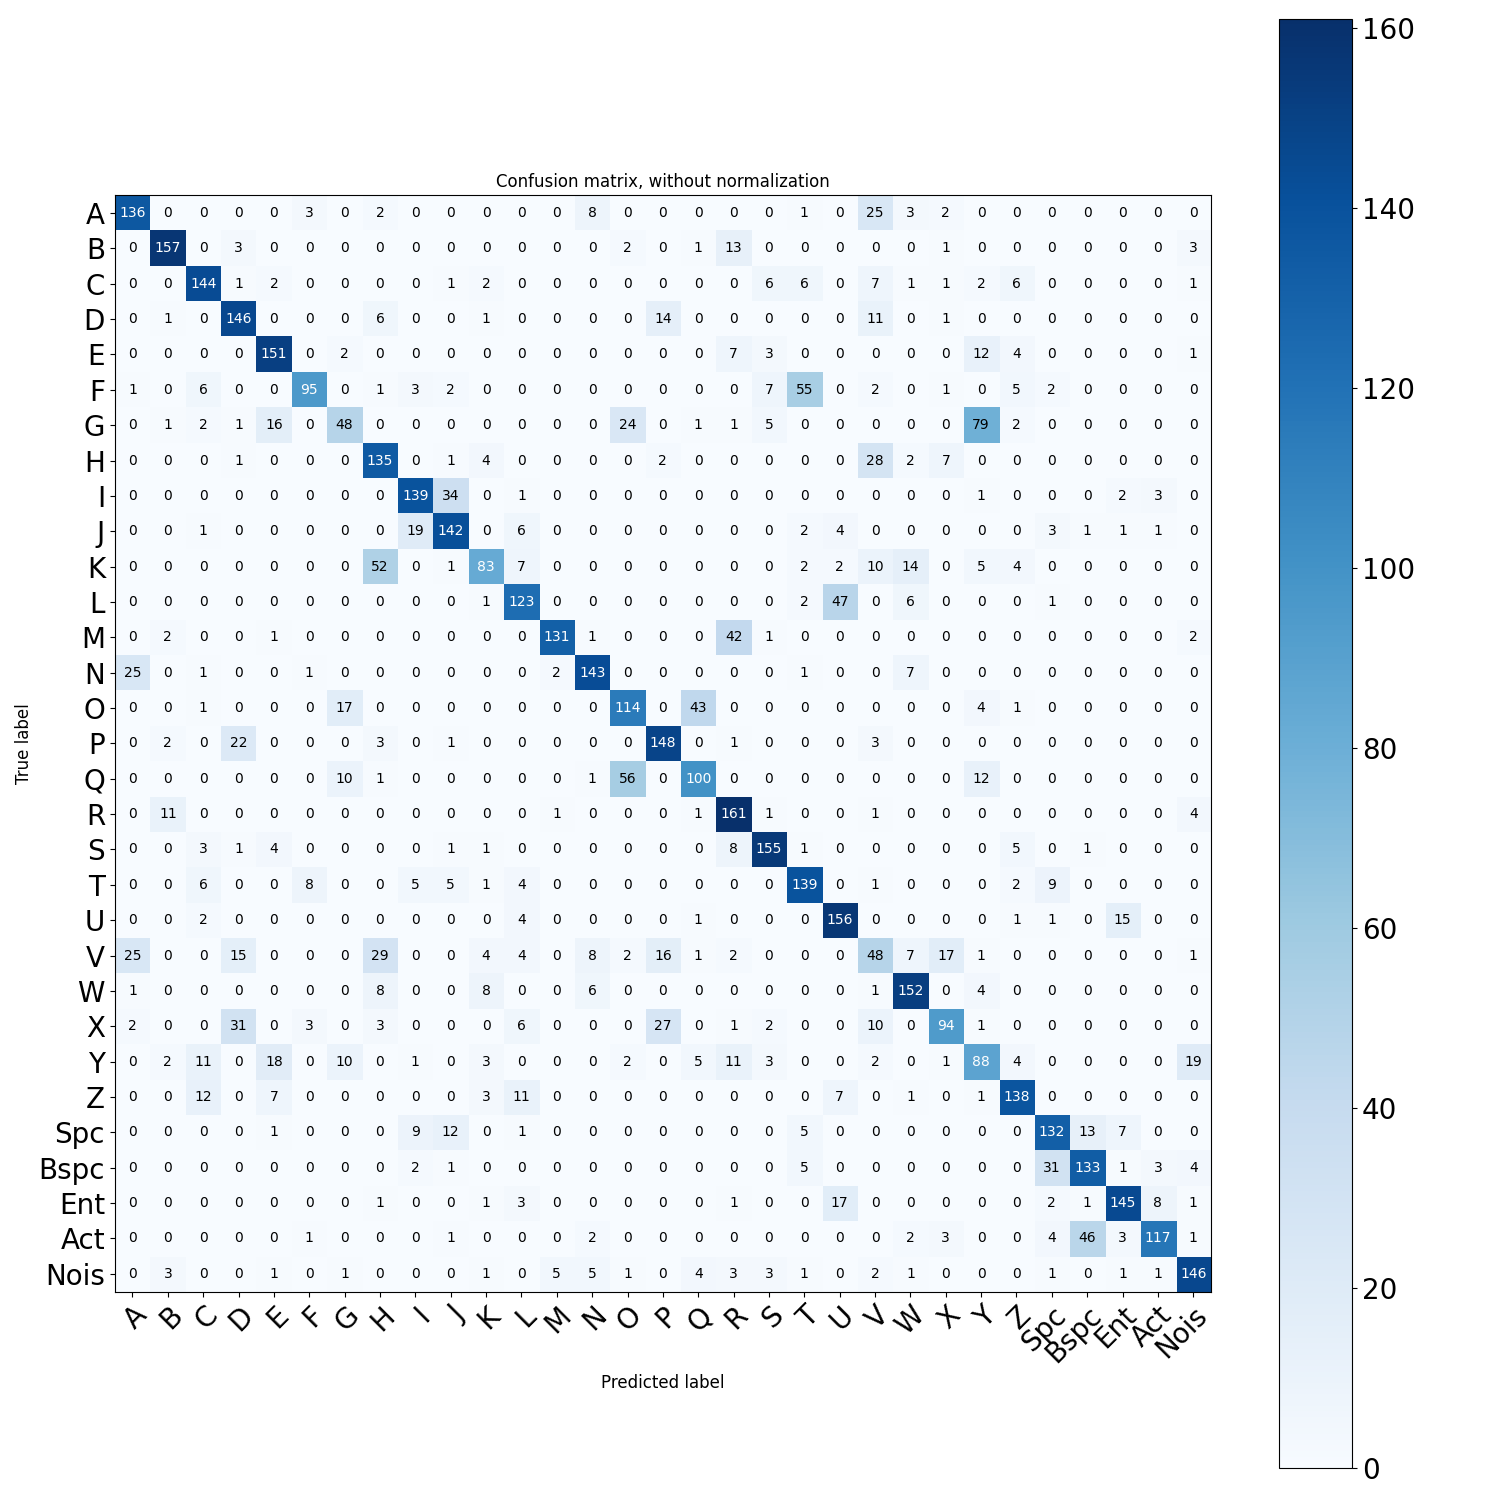 Confusion matrix, without normalization
A 136 0 0 0 0 3 0 2 0 0 0 0 0 8 0 0 0 0 0 1 0 25 3 2 0 0 0 0 0 0 0
B 0 157 0 3 0 0 0 0 0 0 0 0 0 0 2 0 1 13 0 0 0 0 0 1 0 0 0 0 0 0 3
C 0 0 144 1 2 0 0 0 0 1 2 0 0 0 0 0 0 0 6 6 0 7 1 1 2 6 0 0 0 0 1
D 0 1 0 146 0 0 0 6 0 0 1 0 0 0 0 14 0 0 0 0 0 11 0 1 0 0 0 0 0 0 0
E 0 0 0 0 151 0 2 0 0 0 0 0 0 0 0 0 0 7 3 0 0 0 0 0 12 4 0 0 0 0 1
F 1 0 6 0 0 95 0 1 3 2 0 0 0 0 0 0 0 0 7 55 0 2 0 1 0 5 2 0 0 0 0
G 0 1 2 1 16 0 48 0 0 0 0 0 0 0 24 0 1 1 5 0 0 0 0 0 79 2 0 0 0 0 0
H 0 0 0 1 0 0 0 135 0 1 4 0 0 0 0 2 0 0 0 0 0 28 2 7 0 0 0 0 0 0 0
I 0 0 0 0 0 0 0 0 139 34 0 1 0 0 0 0 0 0 0 0 0 0 0 0 1 0 0 0 2 3 0
J 0 0 1 0 0 0 0 0 19 142 0 6 0 0 0 0 0 0 0 2 4 0 0 0 0 0 3 1 1 1 0
K 0 0 0 0 0 0 0 52 0 1 83 7 0 0 0 0 0 0 0 2 2 10 14 0 5 4 0 0 0 0 0
L 0 0 0 0 0 0 0 0 0 0 1 123 0 0 0 0 0 0 0 2 47 0 6 0 0 0 1 0 0 0 0
M 0 2 0 0 1 0 0 0 0 0 0 0 131 1 0 0 0 42 1 0 0 0 0 0 0 0 0 0 0 0 2
N 25 0 1 0 0 1 0 0 0 0 0 0 2 143 0 0 0 0 0 1 0 0 7 0 0 0 0 0 0 0 0
O 0 0 1 0 0 0 17 0 0 0 0 0 0 0 114 0 43 0 0 0 0 0 0 0 4 1 0 0 0 0 0
P 0 2 0 22 0 0 0 3 0 1 0 0 0 0 0 148 0 1 0 0 0 3 0 0 0 0 0 0 0 0 0
Q 0 0 0 0 0 0 10 1 0 0 0 0 0 1 56 0 100 0 0 0 0 0 0 0 12 0 0 0 0 0 0
R 0 11 0 0 0 0 0 0 0 0 0 0 1 0 0 0 1 161 1 0 0 1 0 0 0 0 0 0 0 0 4
S 0 0 3 1 4 0 0 0 0 1 1 0 0 0 0 0 0 8 155 1 0 0 0 0 0 5 0 1 0 0 0
T 0 0 6 0 0 8 0 0 5 5 1 4 0 0 0 0 0 0 0 139 0 1 0 0 0 2 9 0 0 0 0
U 0 0 2 0 0 0 0 0 0 0 0 4 0 0 0 0 1 0 0 0 156 0 0 0 0 1 1 0 15 0 0
V 25 0 0 15 0 0 0 29 0 0 4 4 0 8 2 16 1 2 0 0 0 48 7 17 1 0 0 0 0 0 1
W 1 0 0 0 0 0 0 8 0 0 8 0 0 6 0 0 0 0 0 0 0 1 152 0 4 0 0 0 0 0 0
X 2 0 0 31 0 3 0 3 0 0 0 6 0 0 0 27 0 1 2 0 0 10 0 94 1 0 0 0 0 0 0
Y 0 2 11 0 18 0 10 0 1 0 3 0 0 0 2 0 5 11 3 0 0 2 0 1 88 4 0 0 0 0 19
Z 0 0 12 0 7 0 0 0 0 0 3 11 0 0 0 0 0 0 0 0 7 0 1 0 1 138 0 0 0 0 0
Spc 0 0 0 0 1 0 0 0 9 12 0 1 0 0 0 0 0 0 0 5 0 0 0 0 0 0 132 13 7 0 0
Bspc 0 0 0 0 0 0 0 0 2 1 0 0 0 0 0 0 0 0 0 5 0 0 0 0 0 0 31 133 1 3 4
Ent 0 0 0 0 0 0 0 1 0 0 1 3 0 0 0 0 0 1 0 0 17 0 0 0 0 0 2 1 145 8 1
Act 0 0 0 0 0 1 0 0 0 1 0 0 0 2 0 0 0 0 0 0 0 0 2 3 0 0 4 46 3 117 1
Nois 0 3 0 0 1 0 1 0 0 0 1 0 5 5 1 0 4 3 3 1 0 2 1 0 0 0 1 0 1 1 146
A B C D E F G H I J K L M N O P Q R S T U V W X Y Z Spc Bspc Ent Act Nois
Predicted label
True label
160
140
120
100
80
60
40
20
0